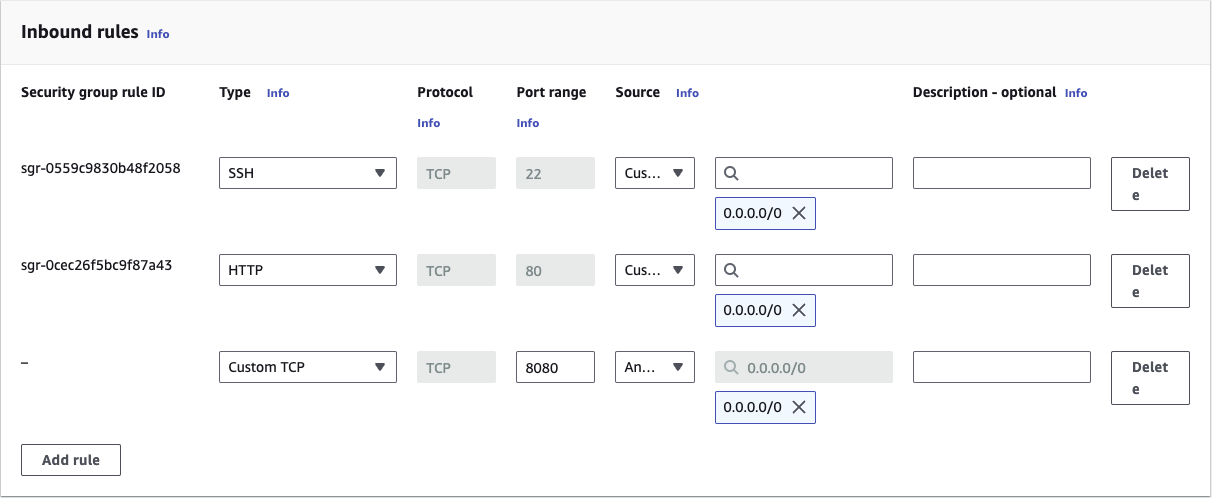 Inbound rules Info
Security group rule ID Type Info Protocol Port range Source Info Description - optional Info
Info Info
sgr-0559c9830b48f2058 SSH TCP 22 Cus... Delet
e
0.0.0.0/0
sgr-0cec26f5bc9f87a43 HTTP TCP 80 Cus... Delet
e
0.0.0.0/0
– Custom TCP TCP 8080 An... 0.0.0.0/0 Delet
e
0.0.0.0/0
Add rule